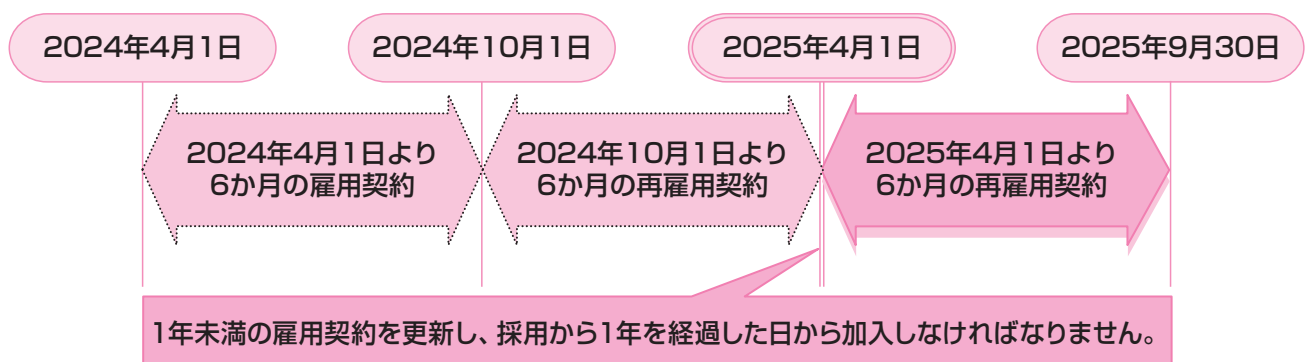 2024年4月1日
2024年10月1日
2025年4月1日
2025年9月30日
2024年4月1日より
6か月の雇用契約
2024年10月1日より
6か月の再雇用契約
2025年4月1日より
6か月の再雇用契約
1年未満の雇用契約を更新し、採用から1年を経過した日から加入しなければなりません。